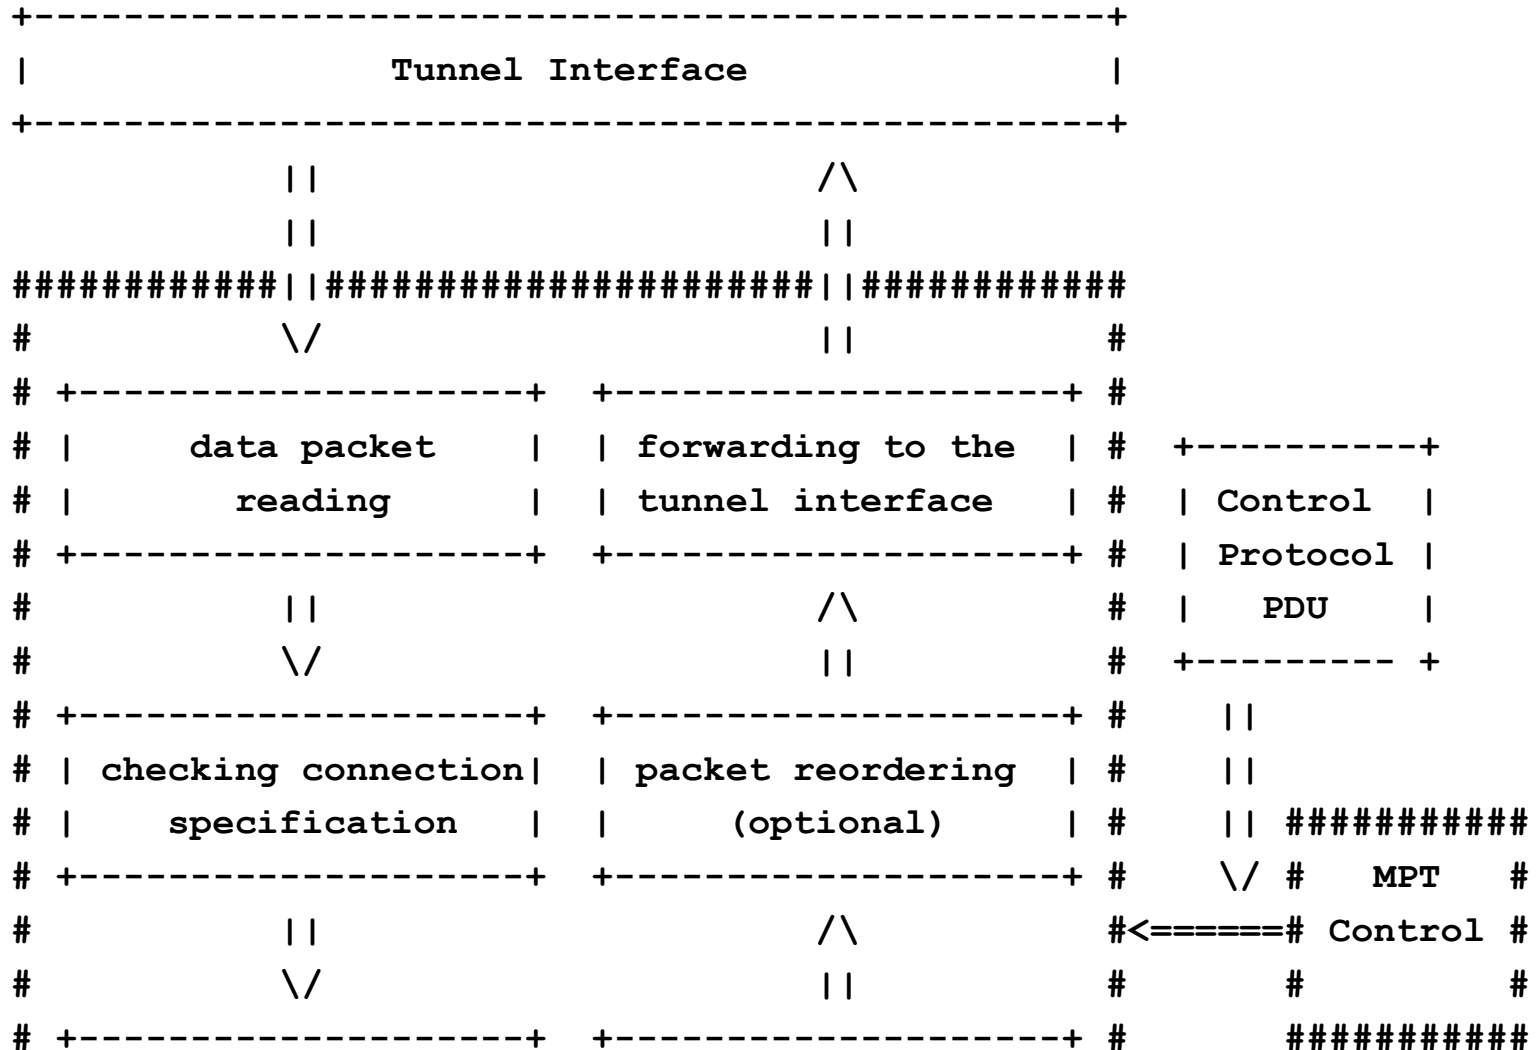 +------------------------------------------------+
|                Tunnel Interface                |
+------------------------------------------------+
            ||                      /\
            ||                      ||
############||######################||############
#           \/                      ||           #
# +--------------------+  +--------------------+ #
# |     data packet    |  | forwarding to the  | #  +----------+
# |       reading      |  | tunnel interface   | #  | Control  |
# +--------------------+  +--------------------+ #  | Protocol |
#           ||                      /\           #  |   PDU    |
#           \/                      ||           #  +--------- +
# +--------------------+  +--------------------+ #    ||
# | checking connection|  | packet reordering  | #    ||
# |    specification   |  |     (optional)     | #    || ###########
# +--------------------+  +--------------------+ #    \/ #   MPT   #
#           ||                      /\           #<======# Control #
#           \/                      ||           #       #         #
# +--------------------+  +--------------------+ #       ###########